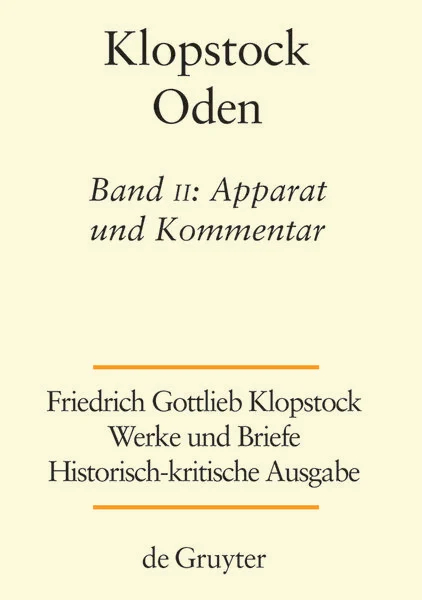 Klopstock
Oden
Band II: Apparat
und Kommentar
Friedrich Gottlieb Klopstock
Werke und Briefe
Historisch-kritische Ausgabe
de Gruyter